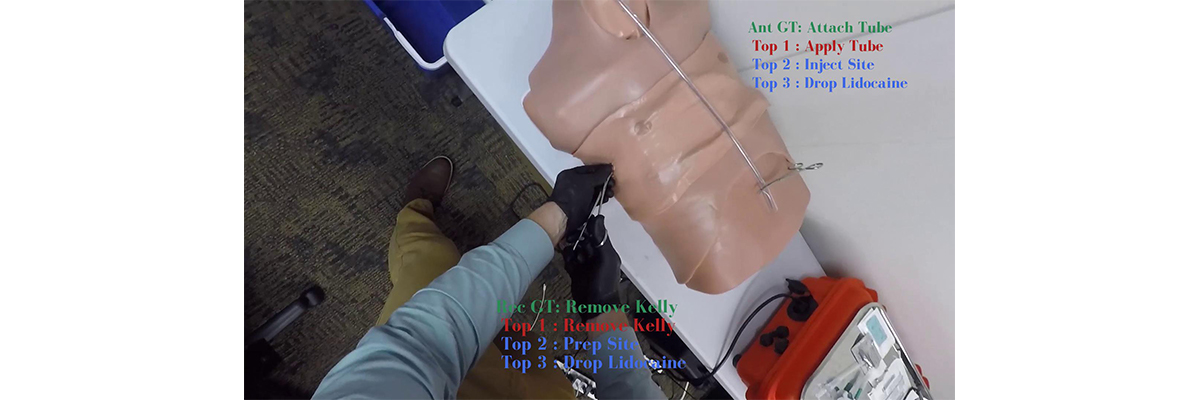 Ant GT: Attach Tube
Top 1 : Apply Tube
Top 2 : Inject Site
Top 3 : Drop Lidocaine
Rec GT: Remove Kelly
Top 1 : Remove Kelly
Top 2 : Prep Site
Top 3 : Drop Lidocaine